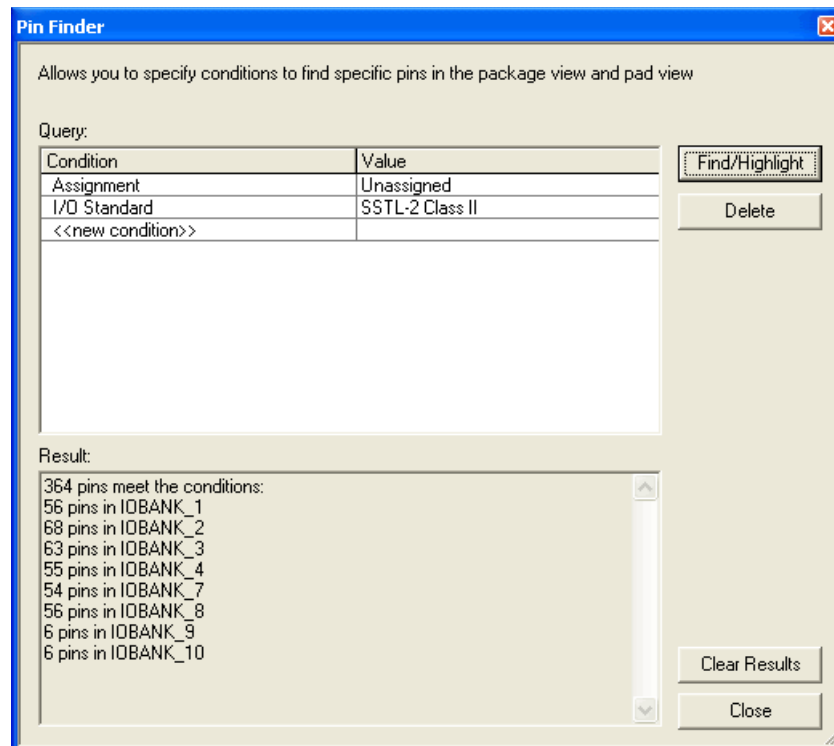 Pin Finder
Allows you to specify conditions to find specific pins in the package view and pad view
Query:
Condition Value
Assignment Unassigned
I/O Standard SSTL-2 Class II
<<new condition>>
Find/Highlight
Delete
Result:
364 pins meet the conditions:
56 pins in IOBANK_1
68 pins in IOBANK_2
63 pins in IOBANK_3
55 pins in IOBANK_4
54 pins in IOBANK_7
56 pins in IOBANK_8
6 pins in IOBANK_9
6 pins in IOBANK_10
Clear Results
Close